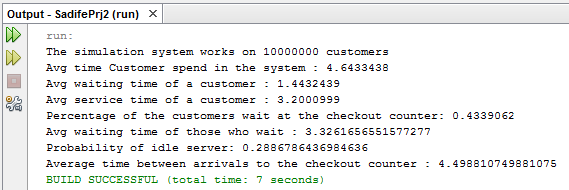 Output - SadifePrj2 (run) ×
run:
The simulation system works on 10000000 customers
Avg time Customer spend in the system : 4.6433438
Avg waiting time of a customer : 1.4432439
Avg service time of a customer : 3.2000999
Percentage of the customers wait at the checkout counter: 0.4339062
Avg waiting time of those who wait : 3.3261656551577277
Probability of idle server: 0.2886786436984636
Average time between arrivals to the checkout counter : 4.498810749881075
BUILD SUCCESSFUL (total time: 7 seconds)